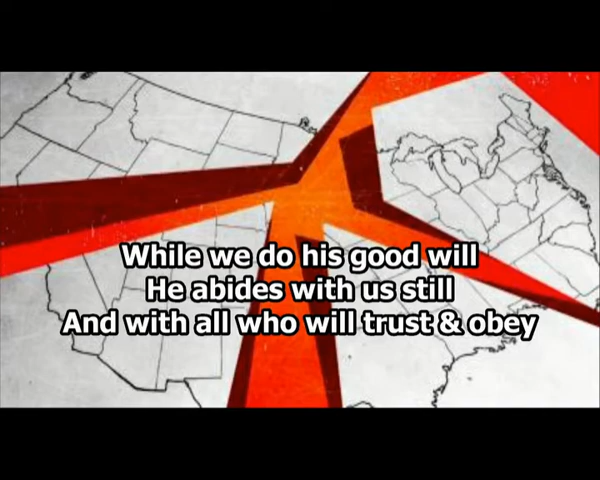 While we do his good will
He abides with us still
And with all who will trust & obey